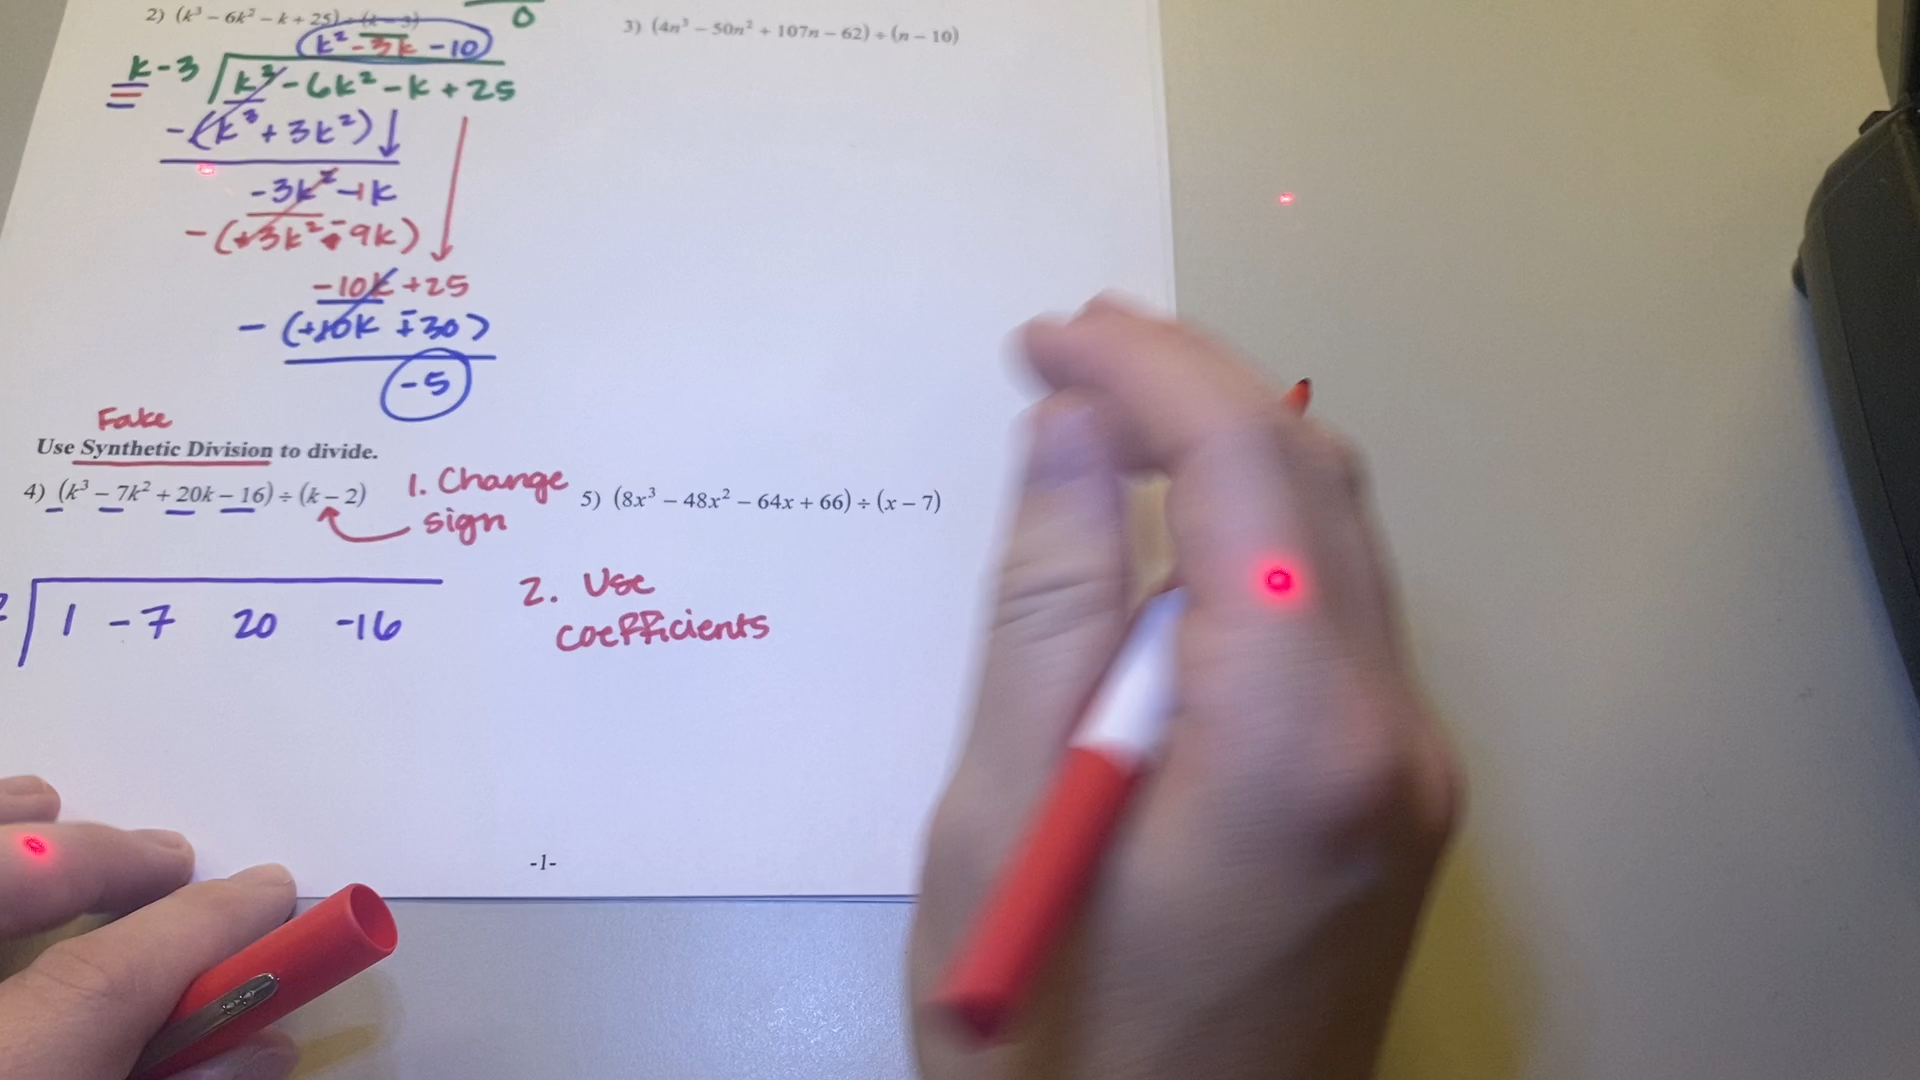 2) (k³ − 6k² − k + 25) ÷ (k − 3)
0
3) (4n³ − 50n² + 107n − 62) ÷ (n − 10)
k² - 3k - 10
k - 3 k³ - 6k² - k + 25
-(k³ + 3k²)
-3k² - 1k
-(+3k² - 9k)
-10k + 25
-(+10k - 30)
-5
Fake
Use Synthetic Division to divide.
4) (k³ − 7k² + 20k − 16) ÷ (k − 2)
1. Change
sign
5) (8x³ − 48x² − 64x + 66) ÷ (x − 7)
1 -7 20 -16
2. Use
coefficients
-1-